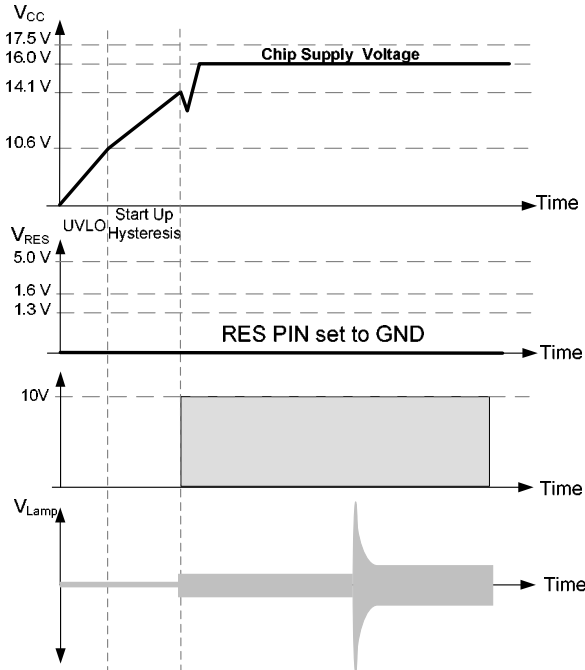 VCC
17.5 V
16.0 V
Chip Supply Voltage
14.1 V
10.6 V
Time
UVLO
Start Up
Hysteresis
VRES
5.0 V
1.6 V
1.3 V
RES PIN set to GND
Time
10V
Time
VLamp
Time